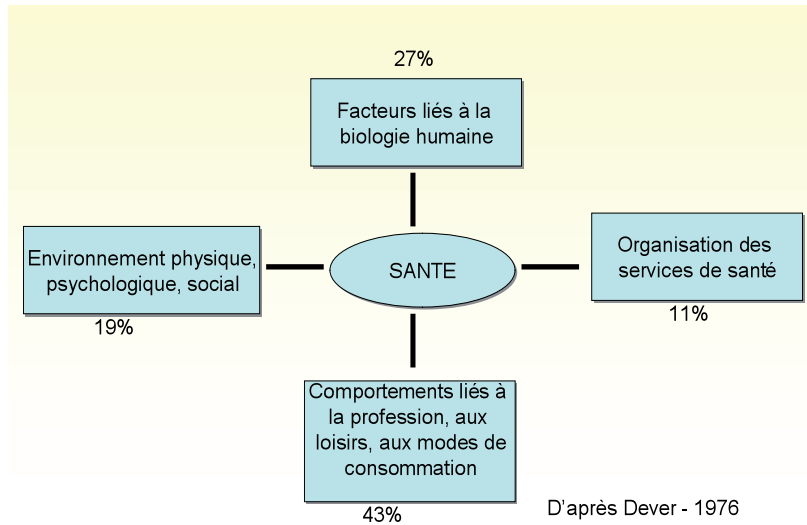 27%
Facteurs liés à la
biologie humaine
Environnement physique,
psychologique, social
19%
SANTE
Organisation des
services de santé
11%
Comportements liés à
la profession, aux
loisirs, aux modes de
consommation
43%
D'après Dever - 1976